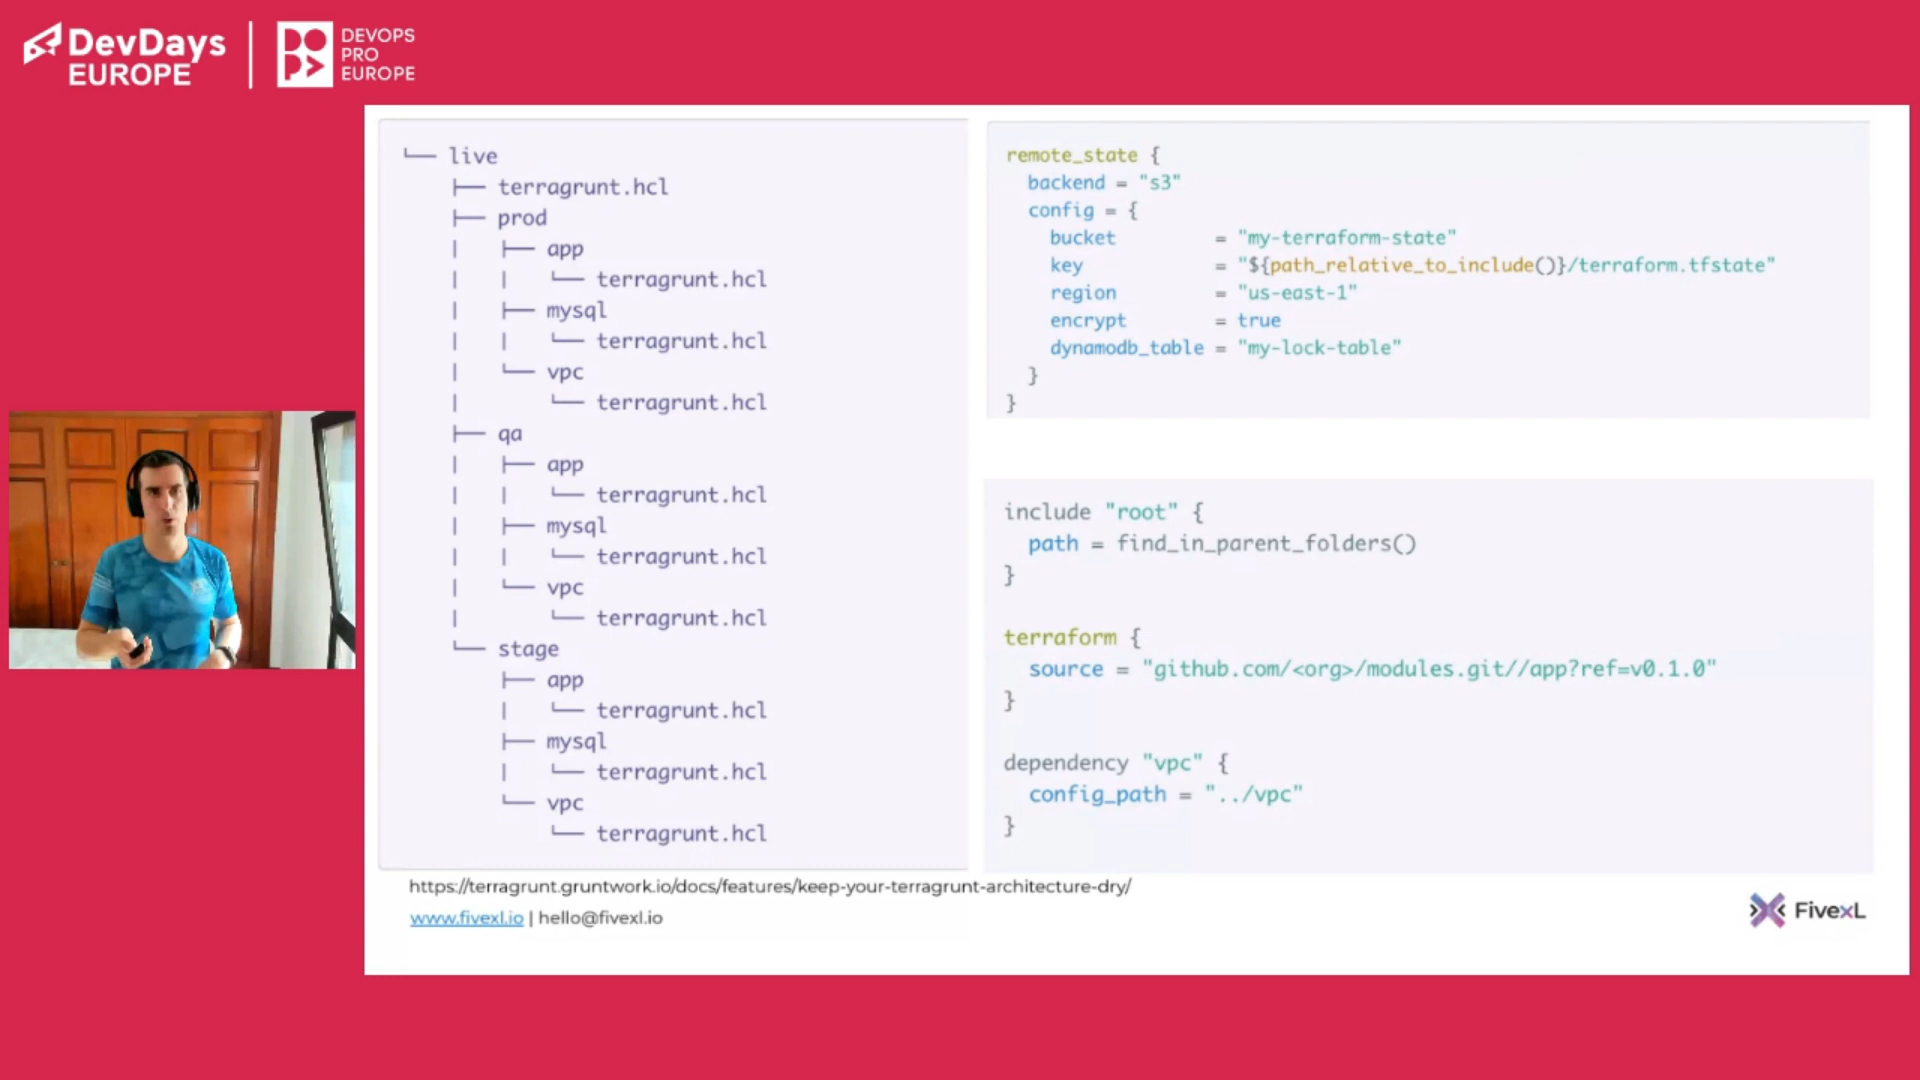 DevDays
EUROPE
DEVOPS
PRO
EUROPE
└── live
    ├── terragrunt.hcl
    ├── prod
    │   ├── app
    │   │   └── terragrunt.hcl
    │   ├── mysql
    │   │   └── terragrunt.hcl
    │   └── vpc
    │       └── terragrunt.hcl
    ├── qa
    │   ├── app
    │   │   └── terragrunt.hcl
    │   ├── mysql
    │   │   └── terragrunt.hcl
    │   └── vpc
    │       └── terragrunt.hcl
    └── stage
        ├── app
        │   └── terragrunt.hcl
        ├── mysql
        │   └── terragrunt.hcl
        └── vpc
            └── terragrunt.hcl
remote_state {
  backend = "s3"
  config = {
    bucket         = "my-terraform-state"
    key            = "${path_relative_to_include()}/terraform.tfstate"
    region         = "us-east-1"
    encrypt        = true
    dynamodb_table = "my-lock-table"
  }
}
include "root" {
  path = find_in_parent_folders()
}
terraform {
  source = "github.com/<org>/modules.git//app?ref=v0.1.0"
}
dependency "vpc" {
  config_path = "../vpc"
}
https://terragrunt.gruntwork.io/docs/features/keep-your-terragrunt-architecture-dry/
www.fivexl.io | hello@fivexl.io
FivexL